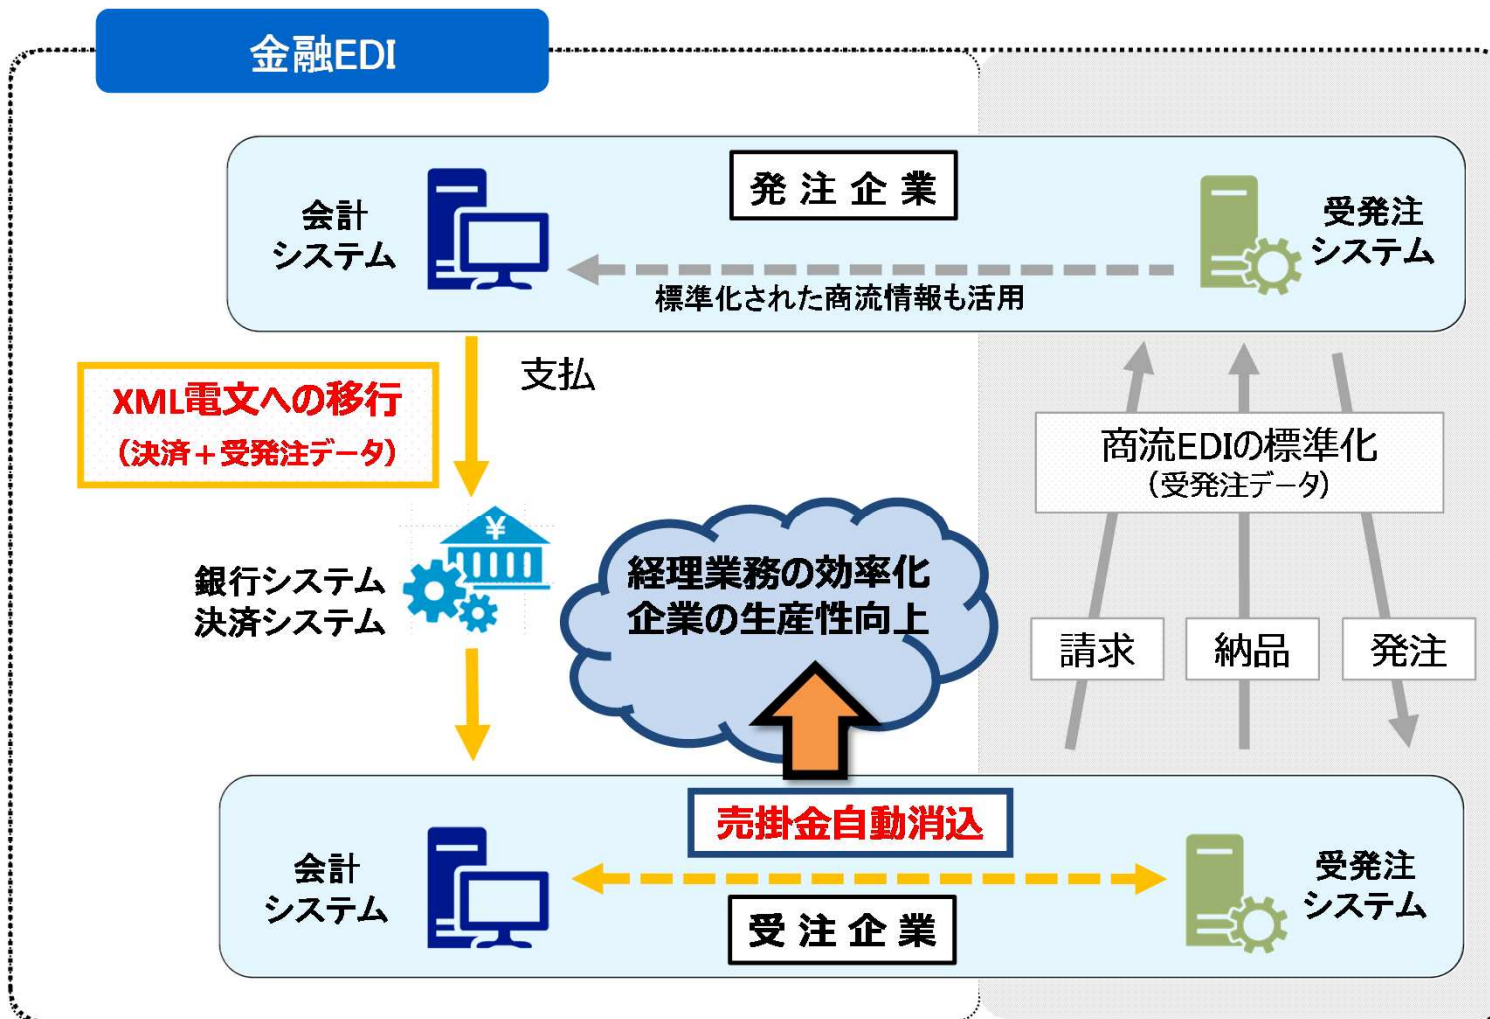 金融EDI
発注企業
会計
システム
受発注
システム
標準化された商流情報も活用
支払
XML電文への移行
（決済＋受発注データ）
商流EDIの標準化
（受発注データ）
¥
銀行システム
決済システム
経理業務の効率化
企業の生産性向上
請求
納品
発注
売掛金自動消込
会計
システム
受発注
システム
受注企業